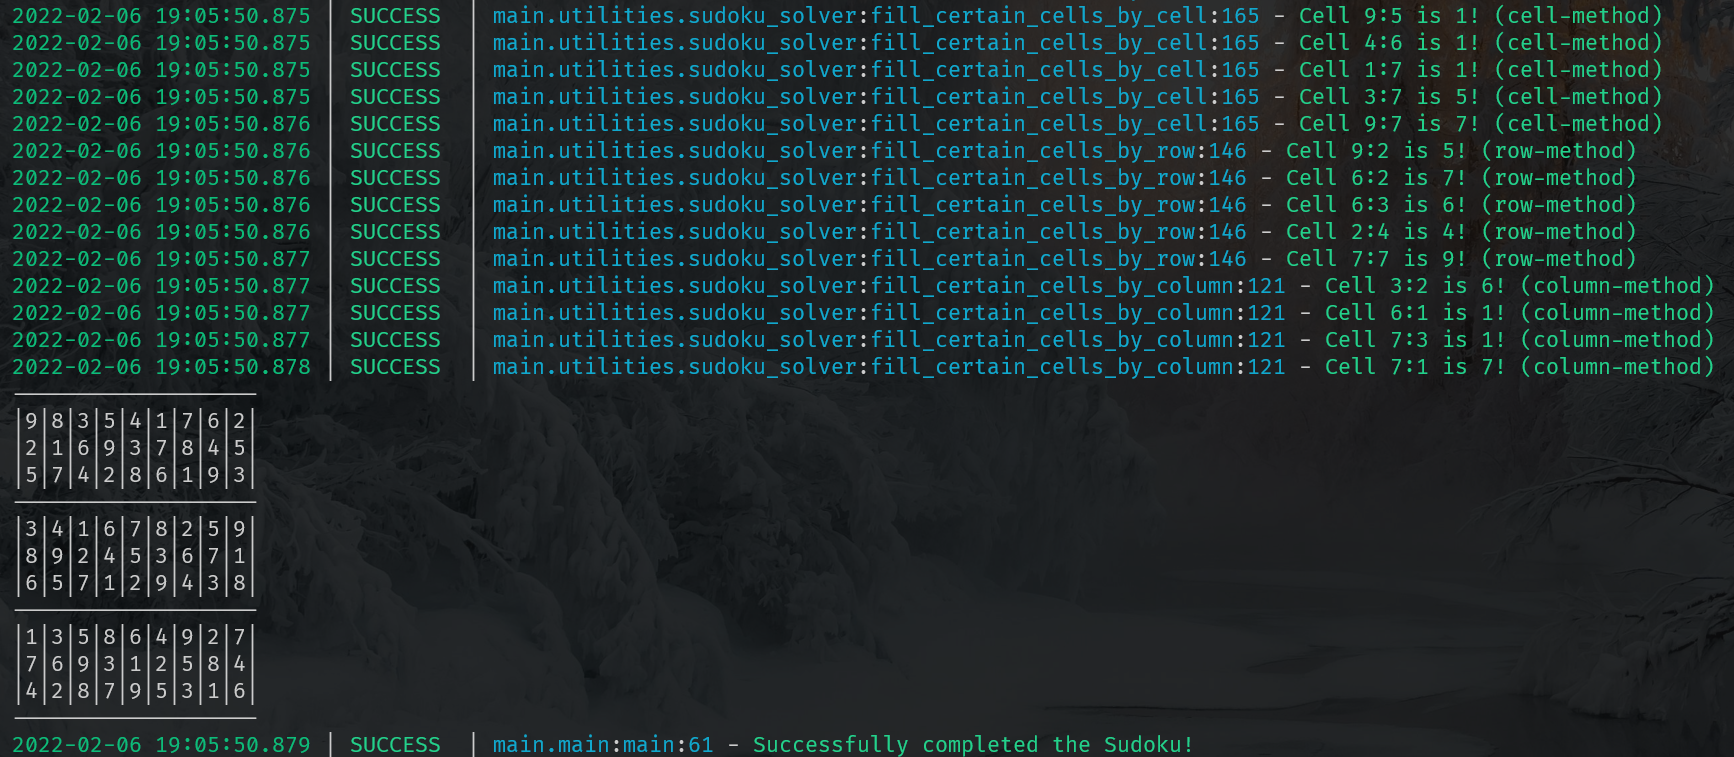 2022-02-06 19:05:50.875 | SUCCESS  | main.utilities.sudoku_solver:fill_certain_cells_by_cell:165 - Cell 9:5 is 1! (cell-method)
2022-02-06 19:05:50.875 | SUCCESS  | main.utilities.sudoku_solver:fill_certain_cells_by_cell:165 - Cell 4:6 is 1! (cell-method)
2022-02-06 19:05:50.875 | SUCCESS  | main.utilities.sudoku_solver:fill_certain_cells_by_cell:165 - Cell 1:7 is 1! (cell-method)
2022-02-06 19:05:50.875 | SUCCESS  | main.utilities.sudoku_solver:fill_certain_cells_by_cell:165 - Cell 3:7 is 5! (cell-method)
2022-02-06 19:05:50.876 | SUCCESS  | main.utilities.sudoku_solver:fill_certain_cells_by_cell:165 - Cell 9:7 is 7! (cell-method)
2022-02-06 19:05:50.876 | SUCCESS  | main.utilities.sudoku_solver:fill_certain_cells_by_row:146 - Cell 9:2 is 5! (row-method)
2022-02-06 19:05:50.876 | SUCCESS  | main.utilities.sudoku_solver:fill_certain_cells_by_row:146 - Cell 6:2 is 7! (row-method)
2022-02-06 19:05:50.876 | SUCCESS  | main.utilities.sudoku_solver:fill_certain_cells_by_row:146 - Cell 6:3 is 6! (row-method)
2022-02-06 19:05:50.876 | SUCCESS  | main.utilities.sudoku_solver:fill_certain_cells_by_row:146 - Cell 2:4 is 4! (row-method)
2022-02-06 19:05:50.877 | SUCCESS  | main.utilities.sudoku_solver:fill_certain_cells_by_row:146 - Cell 7:7 is 9! (row-method)
2022-02-06 19:05:50.877 | SUCCESS  | main.utilities.sudoku_solver:fill_certain_cells_by_column:121 - Cell 3:2 is 6! (column-method)
2022-02-06 19:05:50.877 | SUCCESS  | main.utilities.sudoku_solver:fill_certain_cells_by_column:121 - Cell 6:1 is 1! (column-method)
2022-02-06 19:05:50.877 | SUCCESS  | main.utilities.sudoku_solver:fill_certain_cells_by_column:121 - Cell 7:3 is 1! (column-method)
2022-02-06 19:05:50.878 | SUCCESS  | main.utilities.sudoku_solver:fill_certain_cells_by_column:121 - Cell 7:1 is 7! (column-method)
|9|8|3|5|4|1|7|6|2|
|2|1|6|9|3|7|8|4|5|
|5|7|4|2|8|6|1|9|3|
|3|4|1|6|7|8|2|5|9|
|8|9|2|4|5|3|6|7|1|
|6|5|7|1|2|9|4|3|8|
|1|3|5|8|6|4|9|2|7|
|7|6|9|3|1|2|5|8|4|
|4|2|8|7|9|5|3|1|6|
2022-02-06 19:05:50.879 | SUCCESS  | main.main:main:61 - Successfully completed the Sudoku!